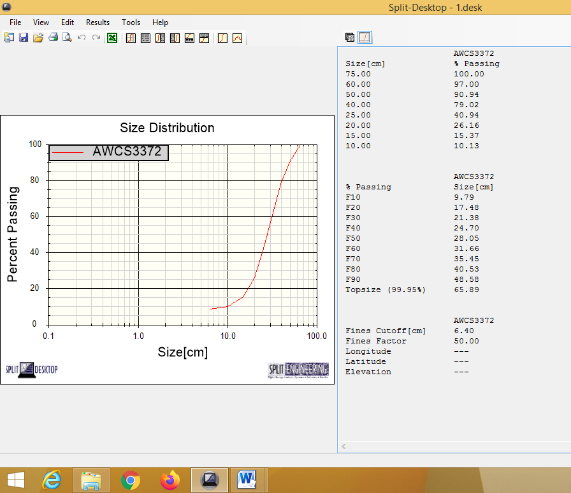 Split-Desktop - 1.desk
File View Edit Results Tools Help
Size Distribution
AWCS3372
100
80
60
40
20
0
Percent Passing
0.1 1.0 10.0 100.0
Size[cm]
SPLIT DESKTOP
SPLIT ENGINEERING
AWCS3372
Size[cm] % Passing
75.00 100.00
60.00 97.00
50.00 90.94
40.00 79.02
25.00 40.94
20.00 26.16
15.00 15.37
10.00 10.13
AWCS3372
% Passing Size[cm]
F10 9.79
F20 17.48
F30 21.38
F40 24.70
F50 28.05
F60 31.66
F70 35.45
F80 40.53
F90 48.58
Topsize (99.95%) 65.89
AWCS3372
Fines Cutoff[cm] 6.40
Fines Factor 50.00
Longitude ---
Latitude ---
Elevation ---